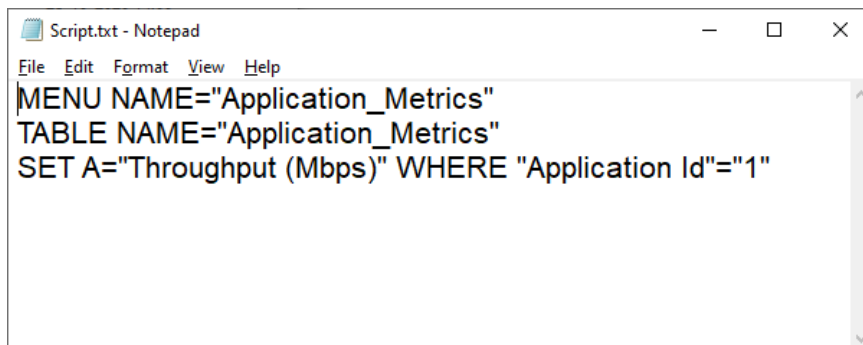 Script.txt - Notepad
File Edit Format View Help
MENU NAME="Application_Metrics"
TABLE NAME="Application_Metrics"
SET A="Throughput (Mbps)" WHERE "Application Id"="1"